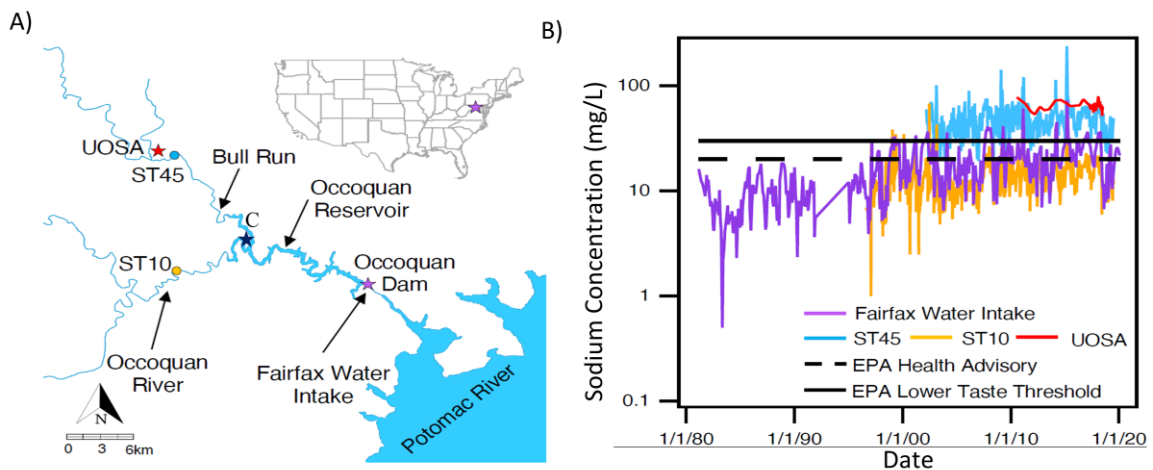 A)
UOSA
ST45
Bull Run
C
Occoquan
Reservoir
ST10
Occoquan
Dam
Occoquan
River
Fairfax Water
Intake
Potomac River
N
0 3 6km
B)
Sodium Concentration (mg/L)
100
10
1
0.1
Fairfax Water Intake
ST45 ST10 UOSA
EPA Health Advisory
EPA Lower Taste Threshold
1/1/80 1/1/90 1/1/00 1/1/10 1/1/20
Date